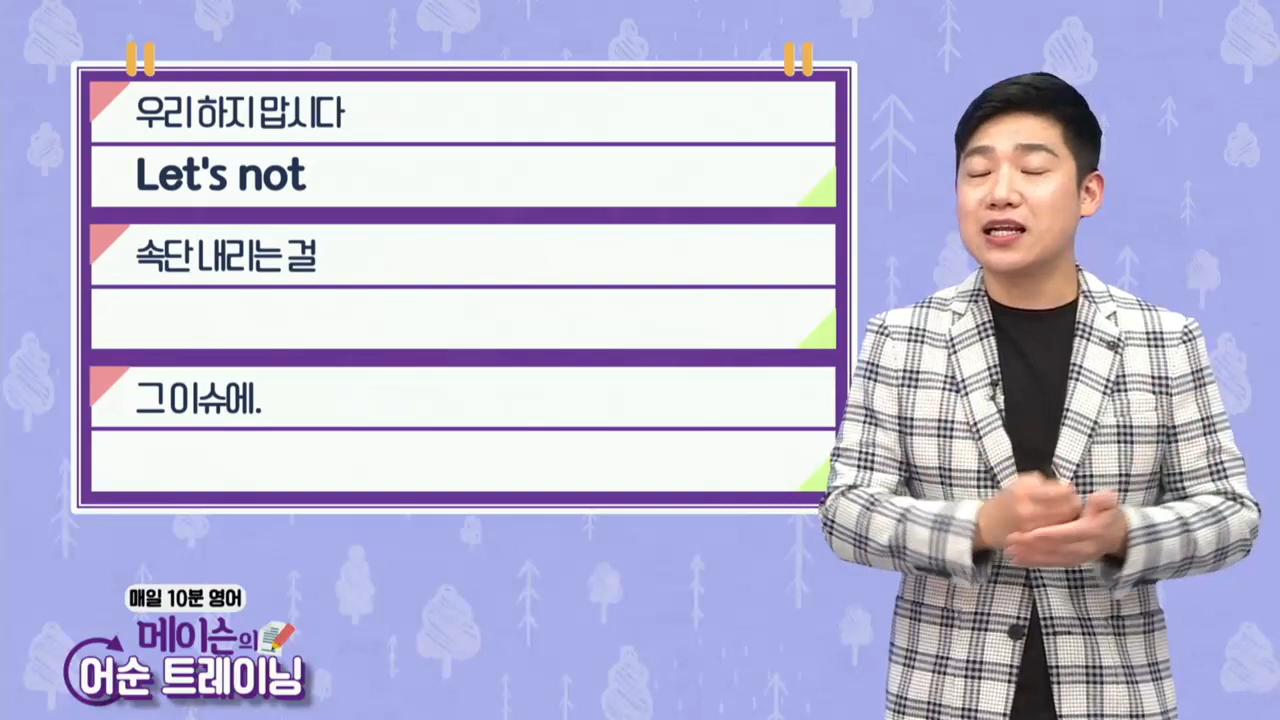 우리 하지 맙시다
Let's not
속단 내리는 걸
그 이슈에.
매일 10분 영어
메이슨의
어순 트레이닝